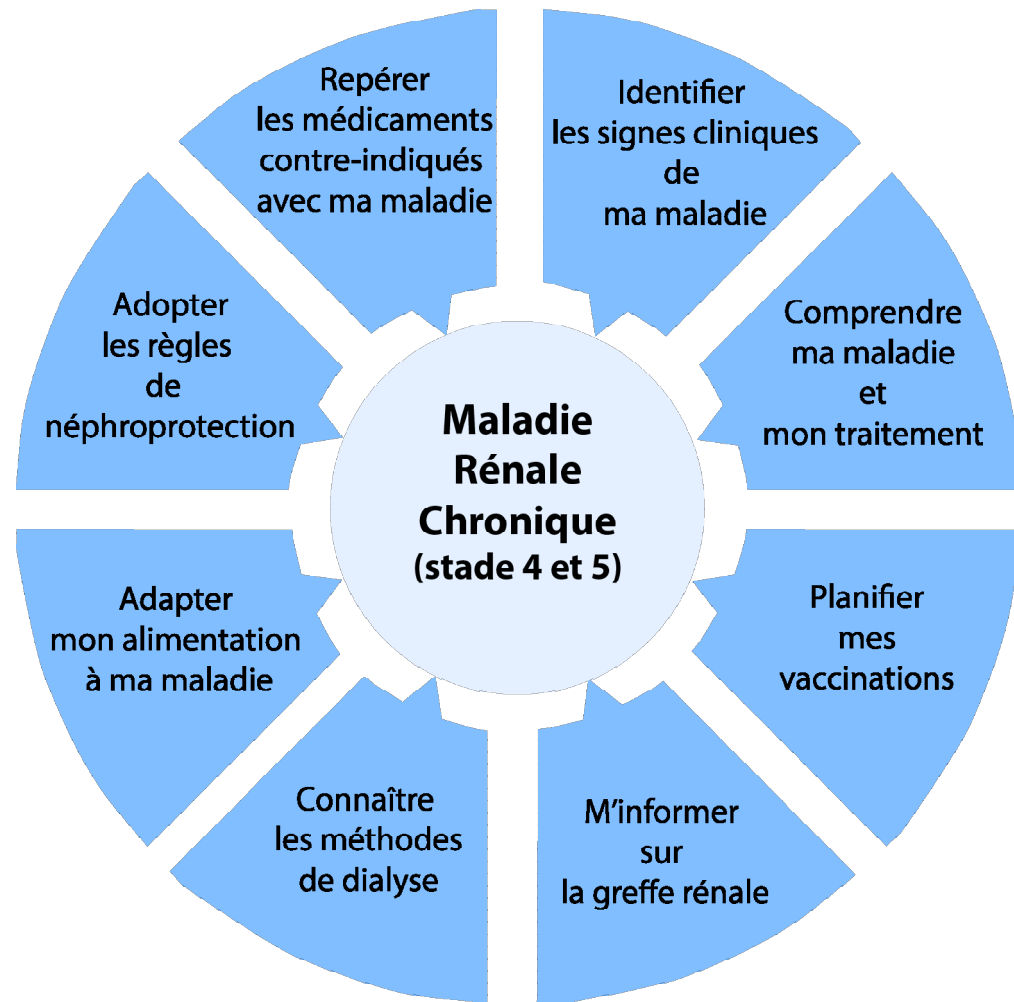 Repérer
les médicaments
contre-indiqués
avec ma maladie
Identifier
les signes cliniques
de
ma maladie
Adopter
les règles
de
néphroprotection
Comprendre
ma maladie
et
mon traitement
Maladie
Rénale
Chronique
(stade 4 et 5)
Adapter
mon alimentation
à ma maladie
Planifier
mes
vaccinations
Connaître
les méthodes
de dialyse
M'informer
sur
la greffe rénale